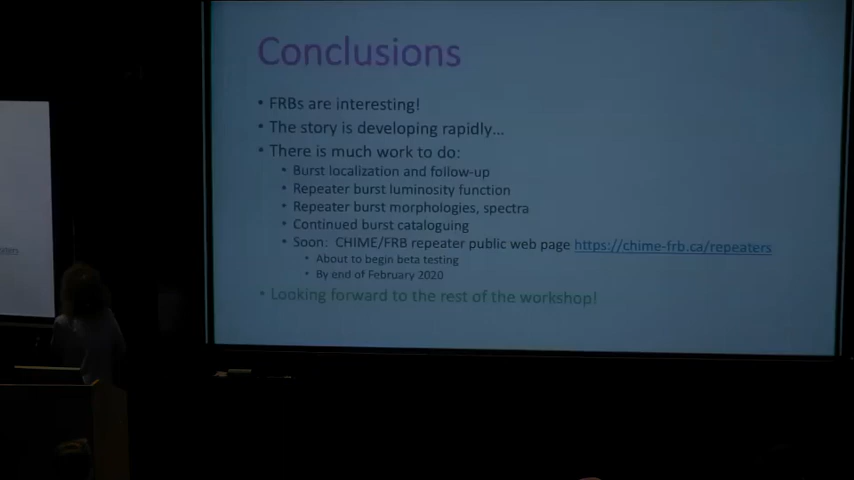 Conclusions
• FRBs are interesting!
• The story is developing rapidly...
• There is much work to do:
• Burst localization and follow-up
• Repeater burst luminosity function
• Repeater burst morphologies, spectra
• Continued burst cataloguing
• Soon: CHIME/FRB repeater public web page https://chime-frb.ca/repeaters
• About to begin beta testing
• By end of February 2020
• Looking forward to the rest of the workshop!